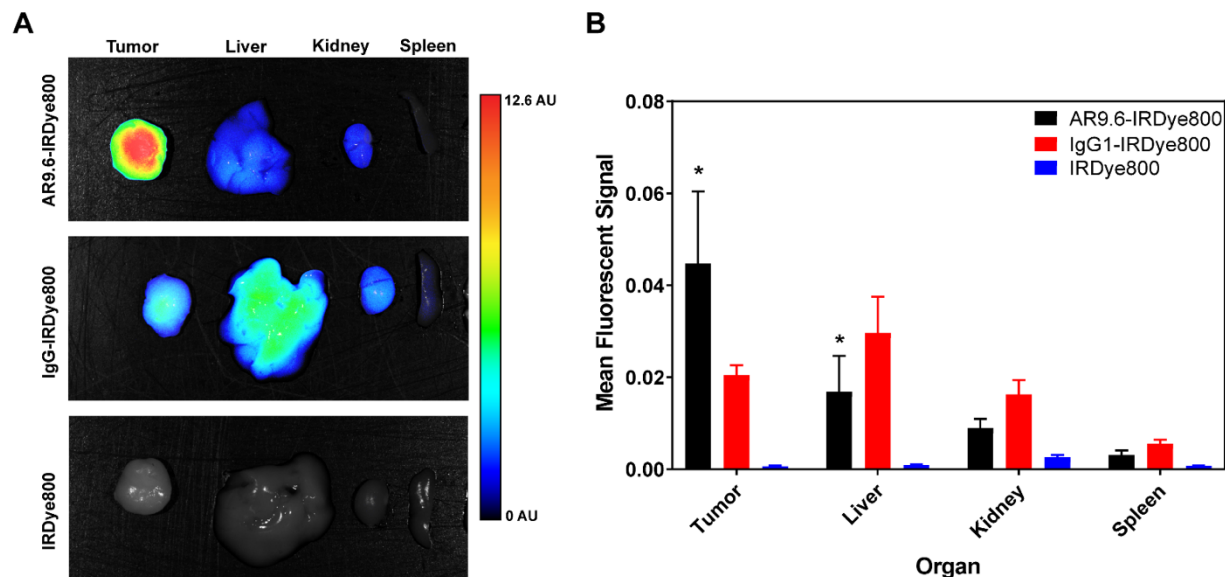 A
Tumor Liver Kidney Spleen
AR9.6-IRDye800
IgG-IRDye800
IRDye800
12.6 AU
0 AU
B
Mean Fluorescent Signal
0.08
0.06
0.04
0.02
0.00
* *
AR9.6-IRDye800
IgG1-IRDye800
IRDye800
Tumor Liver Kidney Spleen
Organ